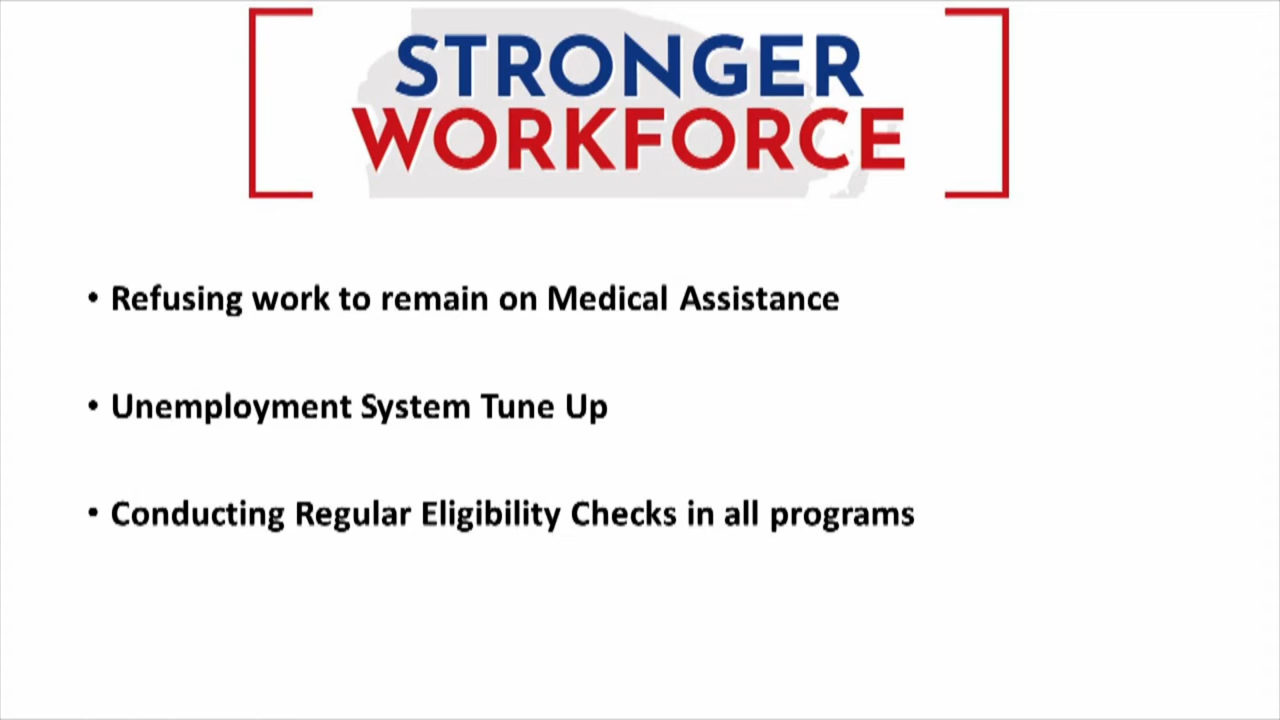 STRONGER
WORKFORCE
• Refusing work to remain on Medical Assistance
• Unemployment System Tune Up
• Conducting Regular Eligibility Checks in all programs